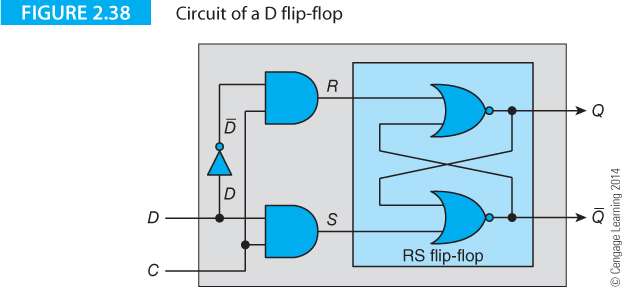 FIGURE 2.38 Circuit of a D flip-flop
R
Q
D̅
D
D
S
Q̅
C
RS flip-flop
© Cengage Learning 2014